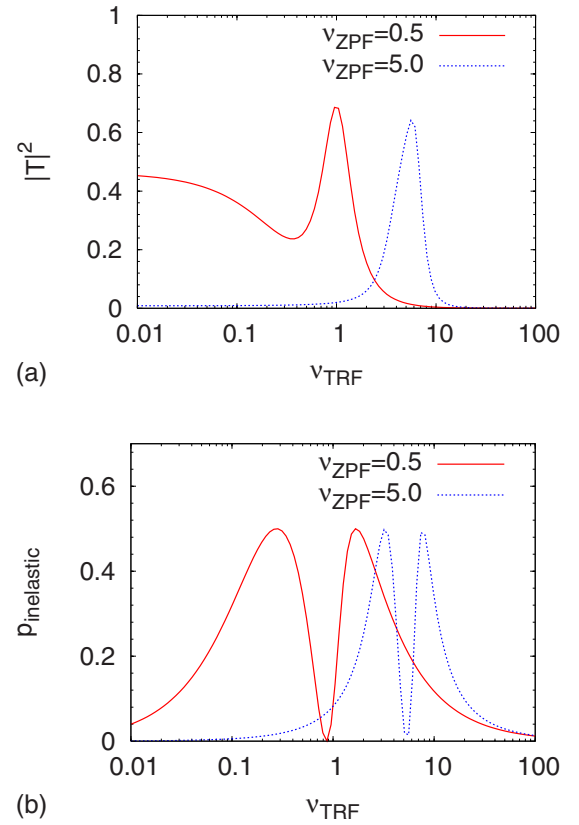 ν_ZPF=0.5
ν_ZPF=5.0
|T|²
1
0.8
0.6
0.4
0.2
0
0.01 0.1 1 10 100
ν_TRF
(a)
ν_ZPF=0.5
ν_ZPF=5.0
p_inelastic
0.6
0.4
0.2
0
0.01 0.1 1 10 100
ν_TRF
(b)